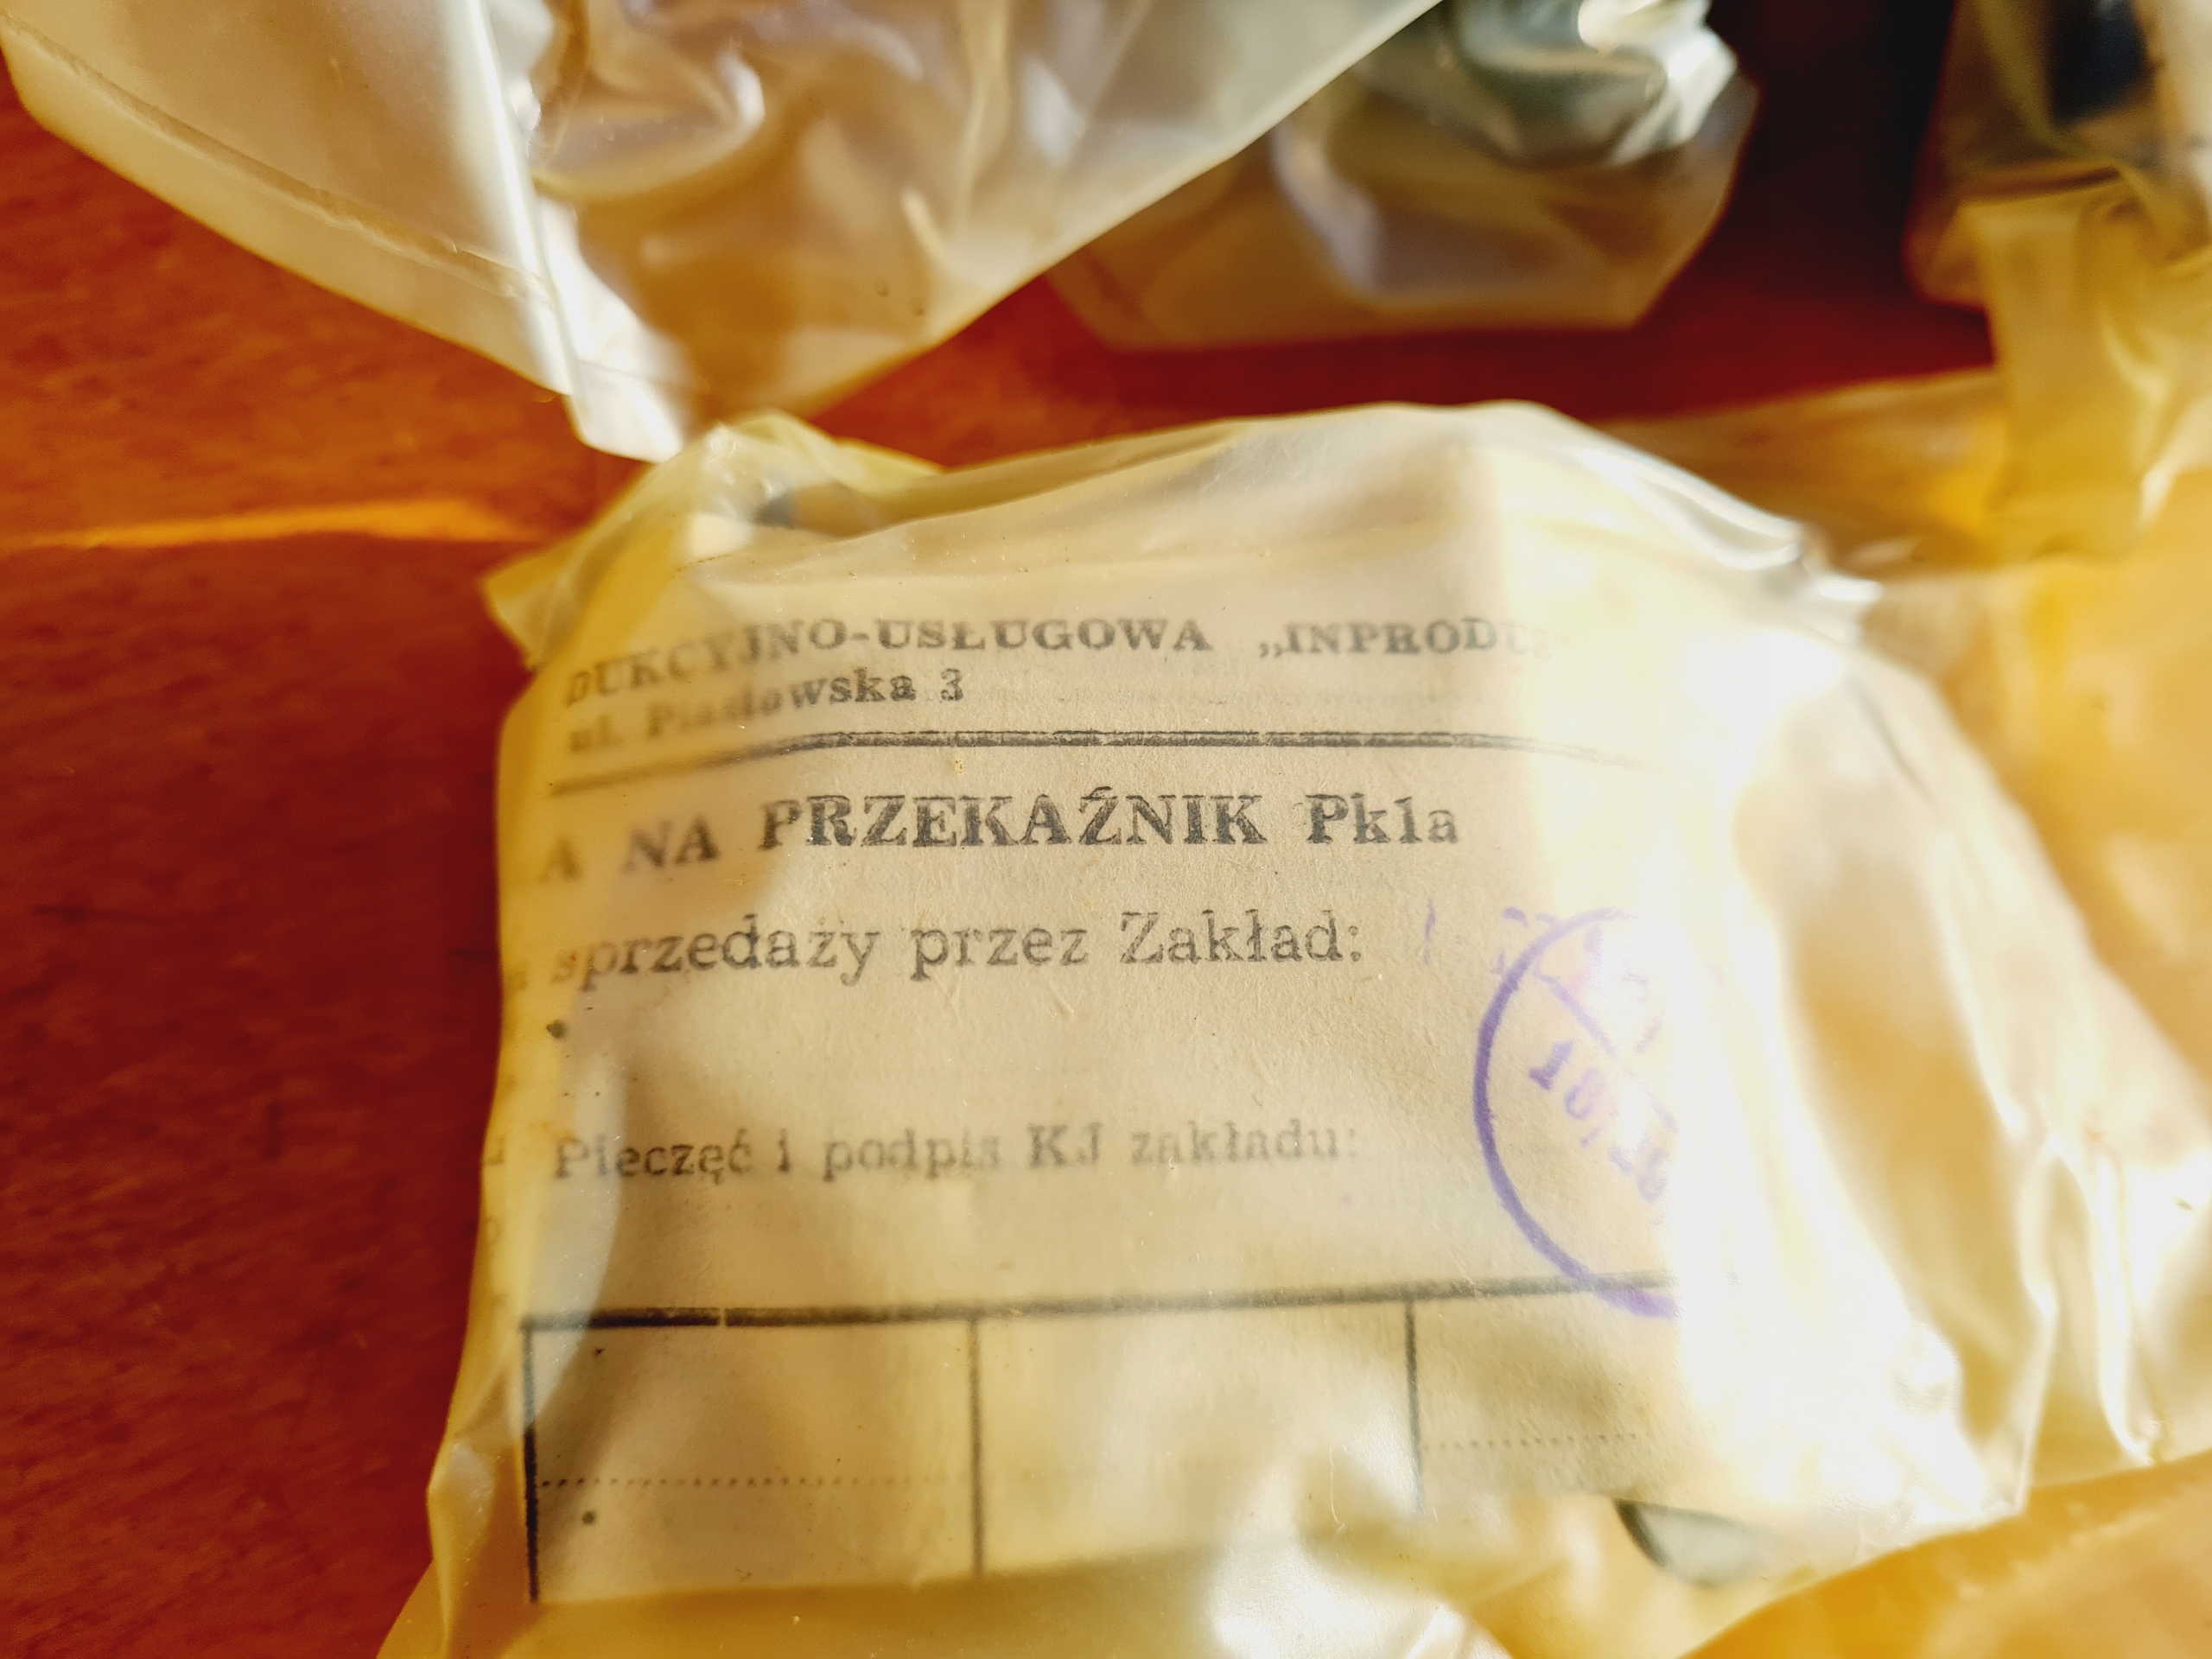 DUKCYJNO-USŁUGOWA „INPRODU
ul. Piastowska 3
A NA PRZEKAŹNIK Pk1a
sprzedaży przez Zakład:
Pieczęć i podpis KJ zakładu: